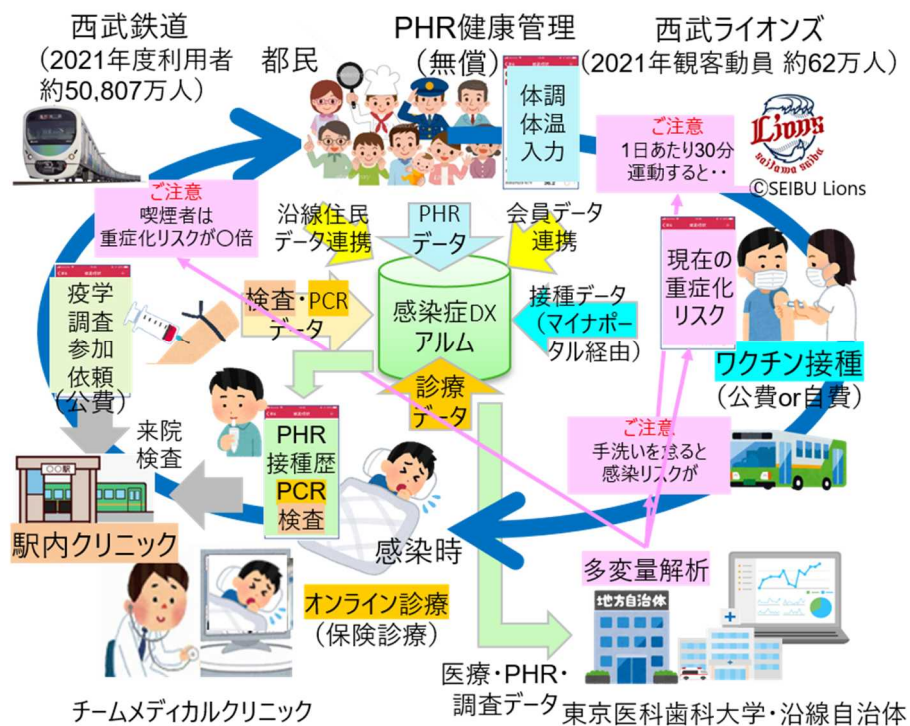 西武鉄道
(2021年度利用者
約50,807万人)
都民
PHR健康管理
(無償)
西武ライオンズ
(2021年観客動員 約62万人)
体調
体温
入力
ご注意
1日あたり30分
運動すると・・
Lions
saitama seibu
©SEIBU Lions
ご注意
喫煙者は
重症化リスクが〇倍
沿線住民
データ連携
PHR
データ
会員データ
連携
現在の
重症化
リスク
疫学
調査
参加
依頼
(公費)
検査・PCR
データ
感染症DX
アルム
接種データ
(マイナポー
タル経由)
ワクチン接種
(公費or自費)
診療
データ
来院
検査
PHR
接種歴
PCR
検査
ご注意
手洗いを怠ると
感染リスクが
〇〇駅
駅内クリニック
感染時
多変量解析
オンライン診療
(保険診療)
地方自治体
医療・PHR・
調査データ
チームメディカルクリニック
東京医科歯科大学・沿線自治体